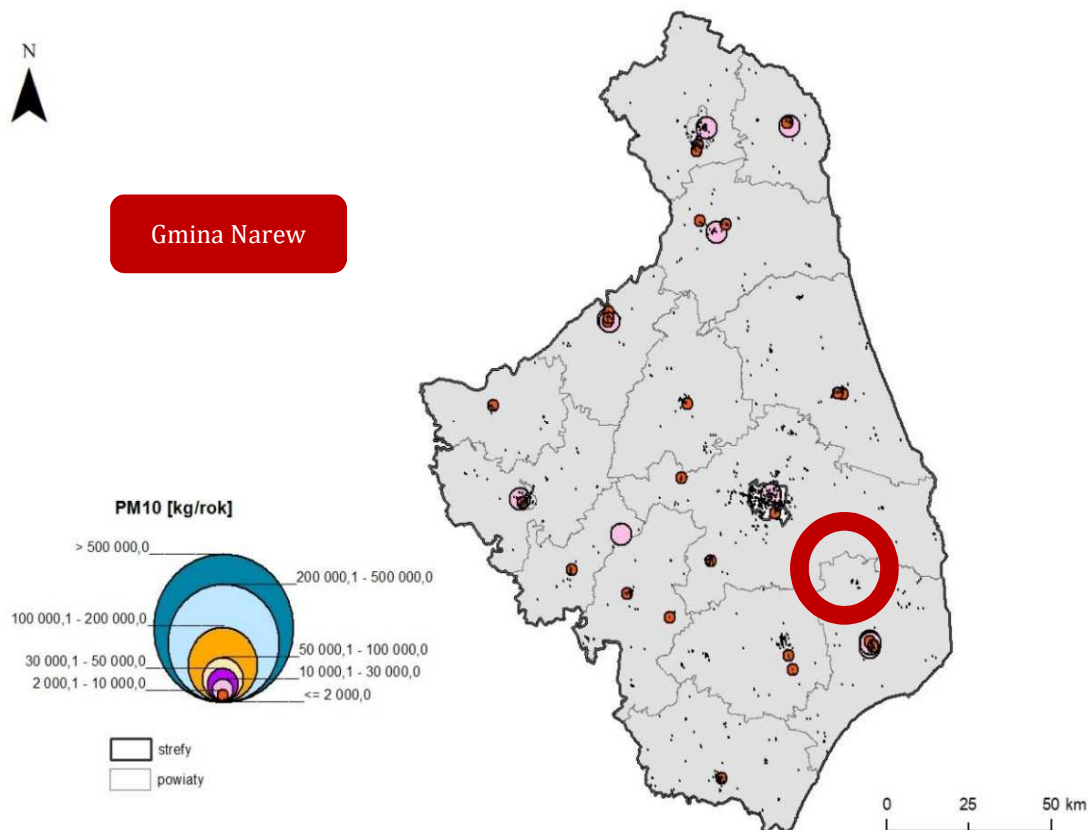 N
Gmina Narew
PM10 [kg/rok]
> 500 000,0
200 000,1 - 500 000,0
100 000,1 - 200 000,0
50 000,1 - 100 000,0
30 000,1 - 50 000,0
10 000,1 - 30 000,0
2 000,1 - 10 000,0
<= 2 000,0
strefy
powiaty
0 25 50 km